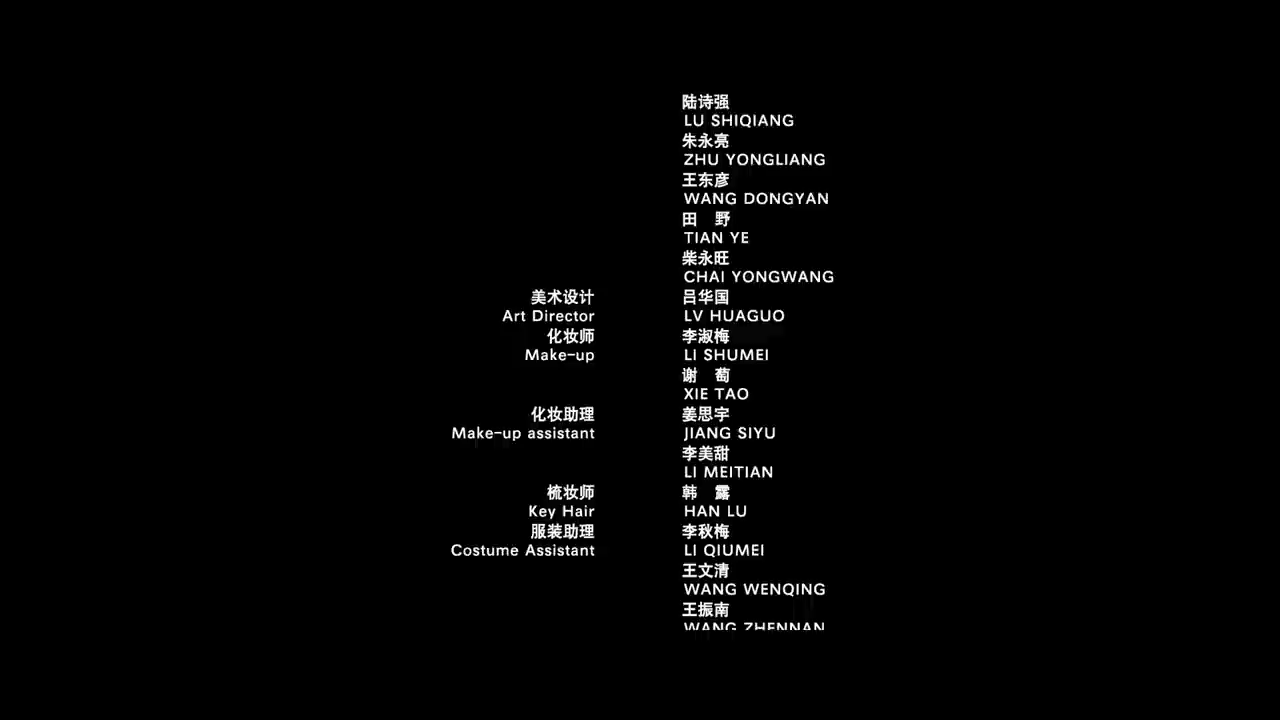 陆诗强
LU SHIQIANG
朱永亮
ZHU YONGLIANG
王东彦
WANG DONGYAN
田 野
TIAN YE
柴永旺
CHAI YONGWANG
美术设计 吕华国
Art Director LV HUAGUO
化妆师 李淑梅
Make-up LI SHUMEI
谢 萄
XIE TAO
化妆助理 姜思宇
Make-up assistant JIANG SIYU
李美甜
LI MEITIAN
梳妆师 韩 露
Key Hair HAN LU
服装助理 李秋梅
Costume Assistant LI QIUMEI
王文清
WANG WENQING
王振南
WANG ZHENNAN